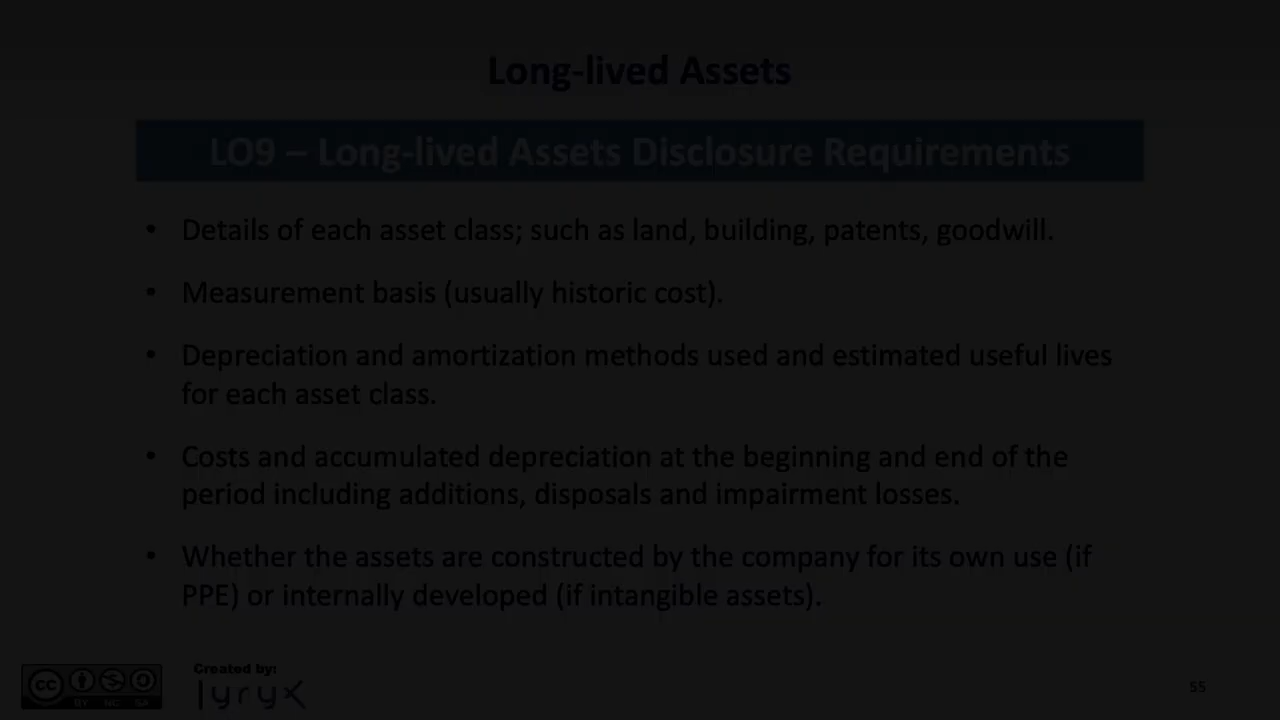 Long-lived Assets
LO9 – Long-lived Assets Disclosure Requirements
• Details of each asset class; such as land, building, patents, goodwill.
• Measurement basis (usually historic cost).
• Depreciation and amortization methods used and estimated useful lives
for each asset class.
• Costs and accumulated depreciation at the beginning and end of the
period including additions, disposals and impairment losses.
• Whether the assets are constructed by the company for its own use (if
PPE) or internally developed (if intangible assets).
cc
BY NC SA
Created by:
lyryx
55